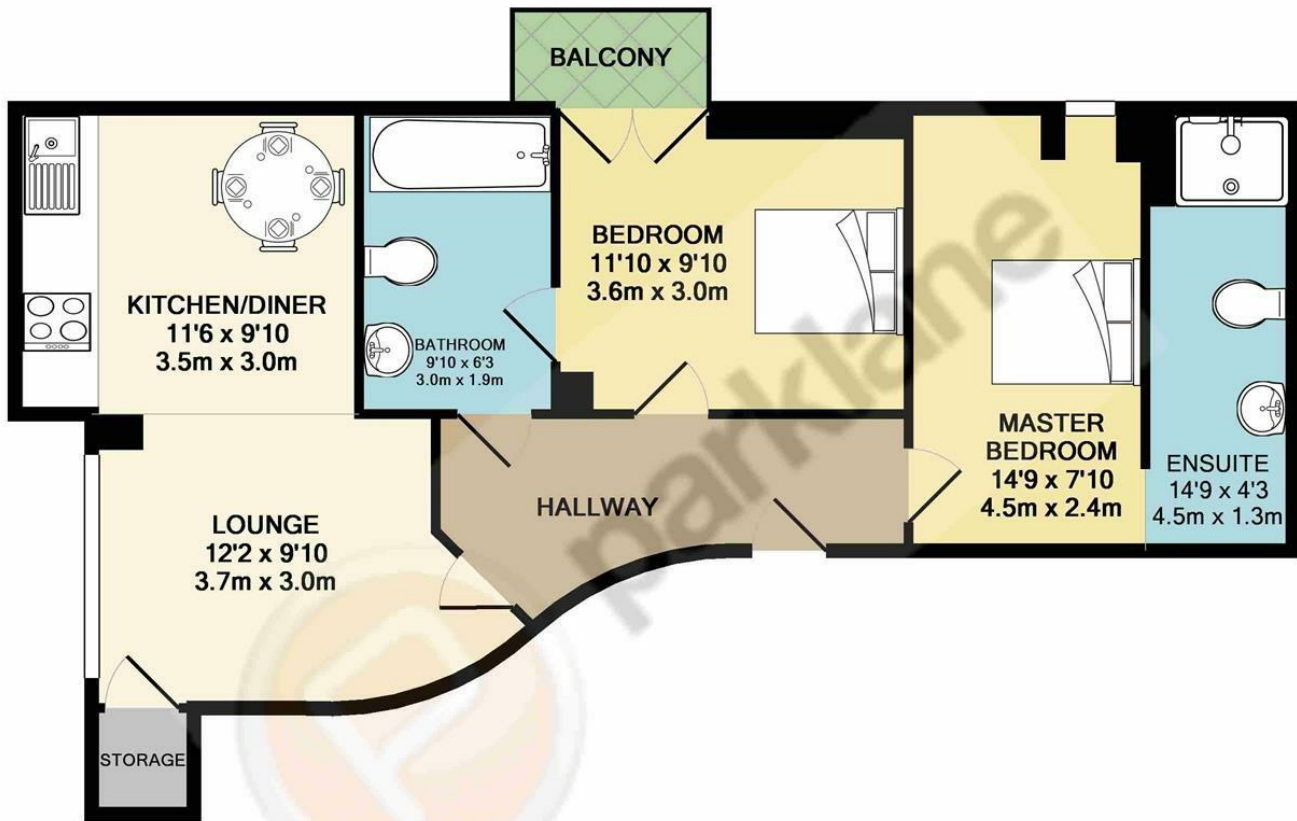 BALCONY
KITCHEN/DINER
11'6 x 9'10
3.5m x 3.0m
BATHROOM
9'10 x 6'3
3.0m x 1.9m
BEDROOM
11'10 x 9'10
3.6m x 3.0m
MASTER
BEDROOM
14'9 x 7'10
4.5m x 2.4m
ENSUITE
14'9 x 4'3
4.5m x 1.3m
HALLWAY
LOUNGE
12'2 x 9'10
3.7m x 3.0m
STORAGE
parklane